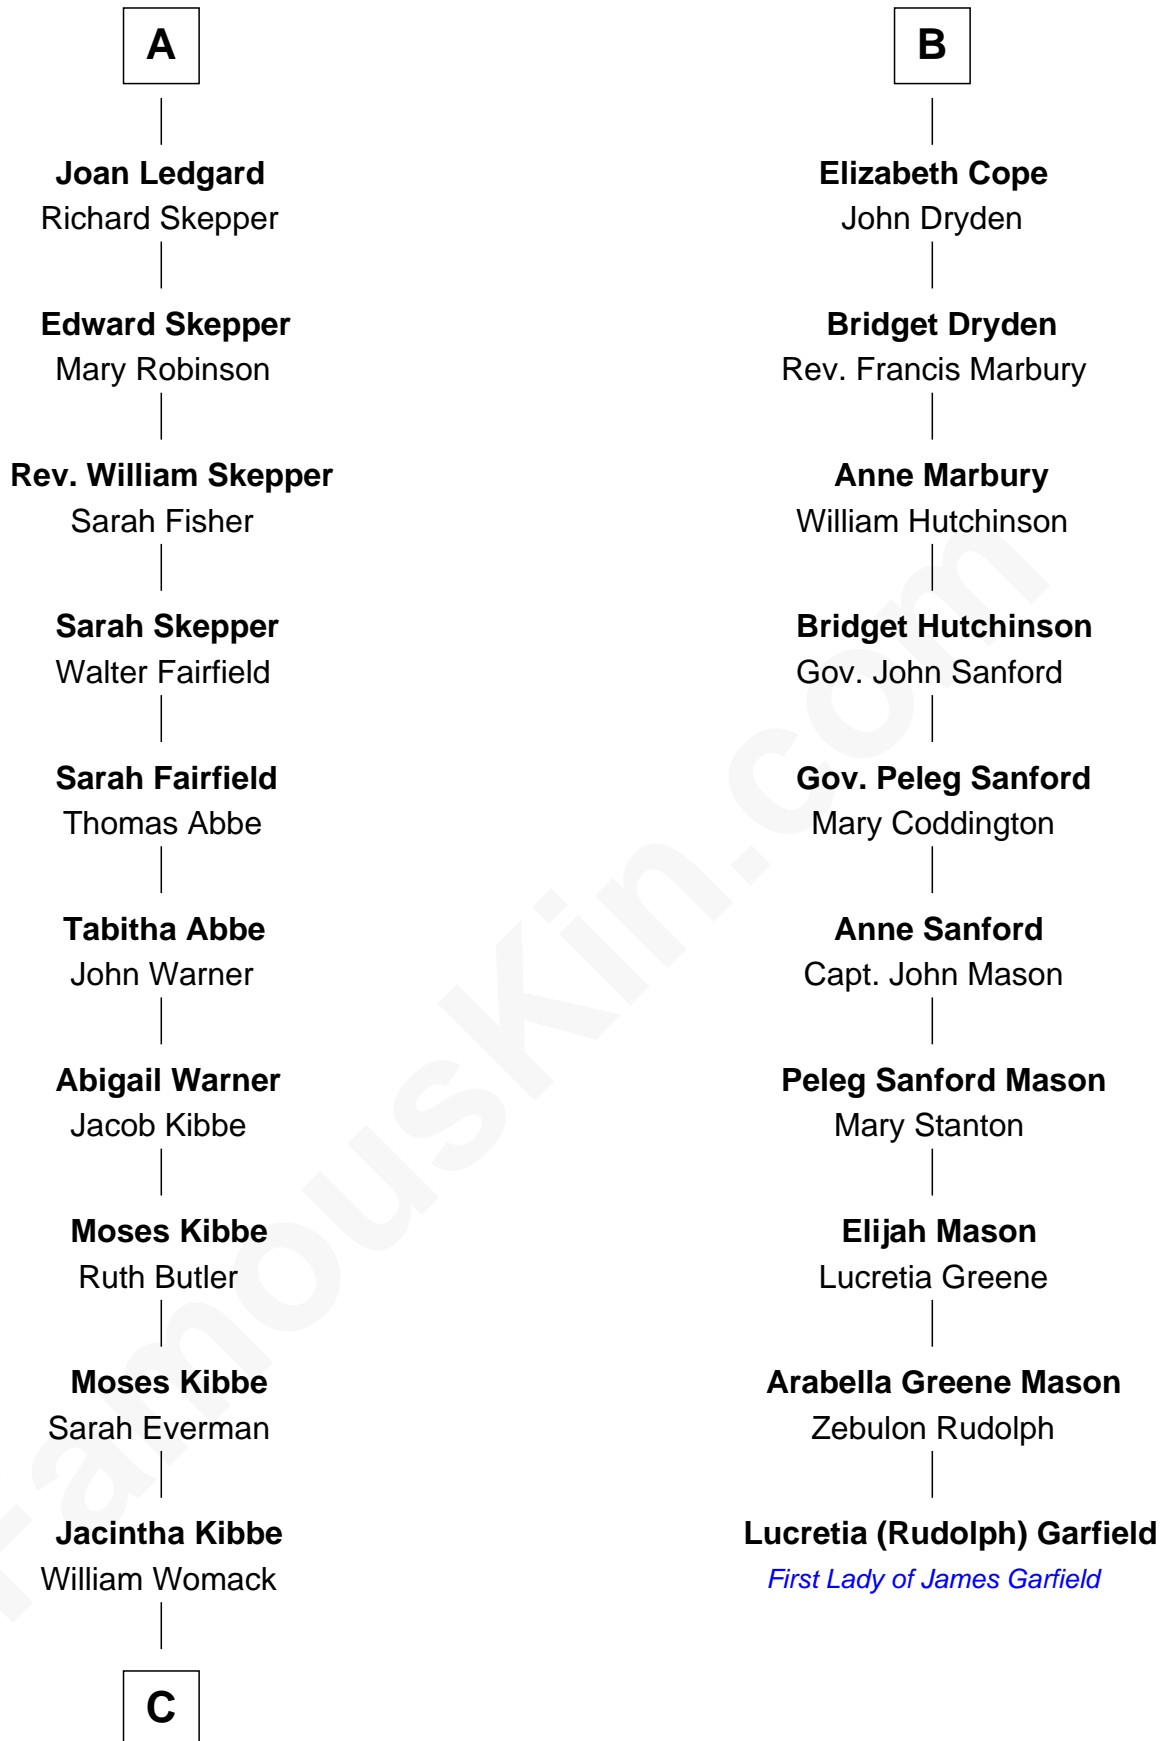 A
Joan Ledgard
Richard Skepper
Edward Skepper
Mary Robinson
Rev. William Skepper
Sarah Fisher
Sarah Skepper
Walter Fairfield
Sarah Fairfield
Thomas Abbe
Tabitha Abbe
John Warner
Abigail Warner
Jacob Kibbe
Moses Kibbe
Ruth Butler
Moses Kibbe
Sarah Everman
Jacintha Kibbe
William Womack
C
B
Elizabeth Cope
John Dryden
Bridget Dryden
Rev. Francis Marbury
Anne Marbury
William Hutchinson
Bridget Hutchinson
Gov. John Sanford
Gov. Peleg Sanford
Mary Coddington
Anne Sanford
Capt. John Mason
Peleg Sanford Mason
Mary Stanton
Elijah Mason
Lucretia Greene
Arabella Greene Mason
Zebulon Rudolph
Lucretia (Rudolph) Garfield
First Lady of James Garfield
FamousKin.com